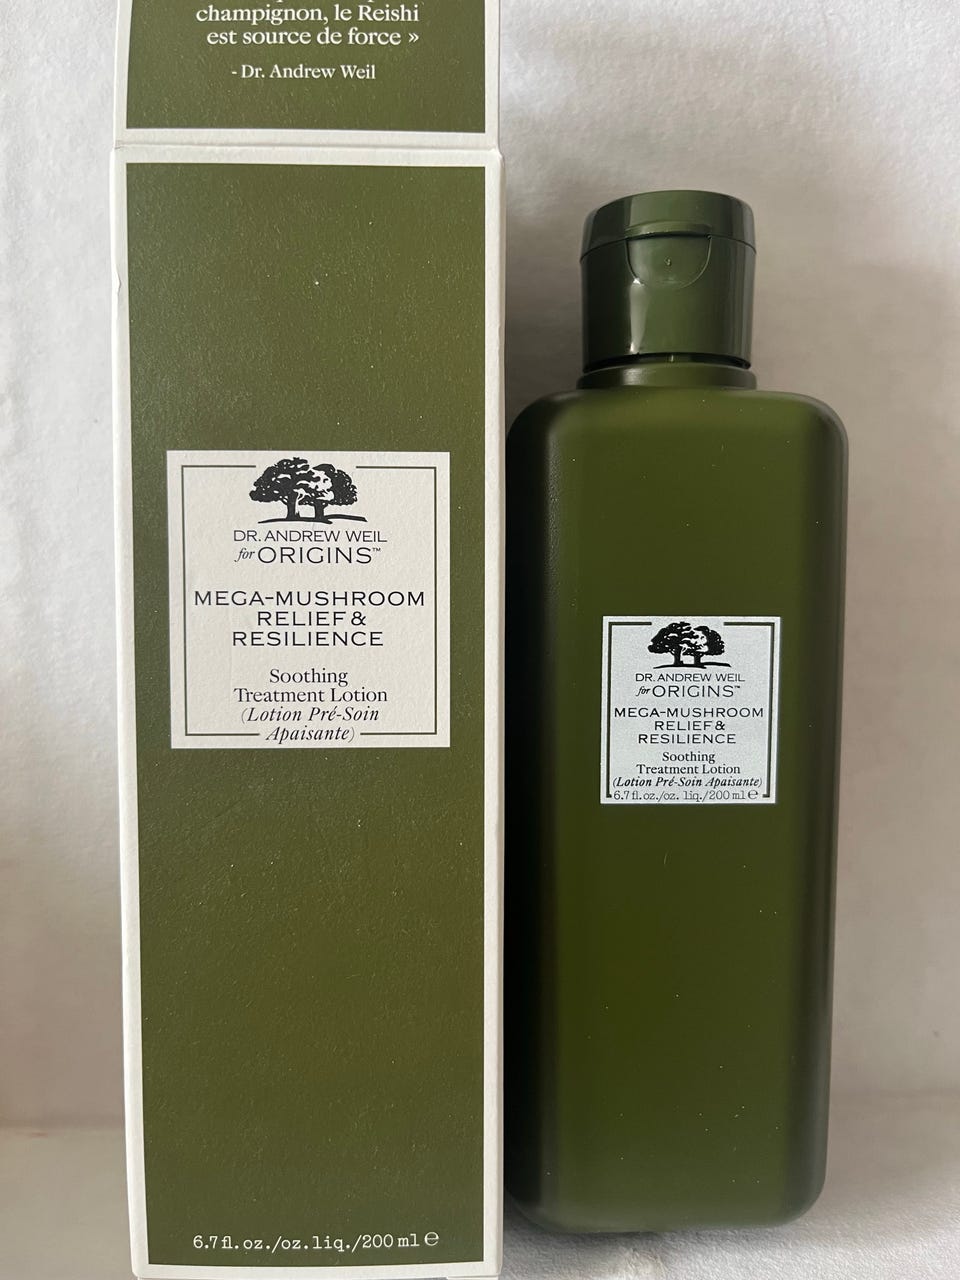 champignon, le Reishi
est source de force »
- Dr. Andrew Weil
DR. ANDREW WEIL
for ORIGINS™
MEGA-MUSHROOM
RELIEF &
RESILIENCE
Soothing
Treatment Lotion
(Lotion Pré-Soin
Apaisante)
6.7 fl. oz./oz. liq./200 ml ℮
DR. ANDREW WEIL
for ORIGINS™
MEGA-MUSHROOM
RELIEF &
RESILIENCE
Soothing
Treatment Lotion
(Lotion Pré-Soin Apaisante)
6.7 fl. oz./oz. liq./200 ml ℮